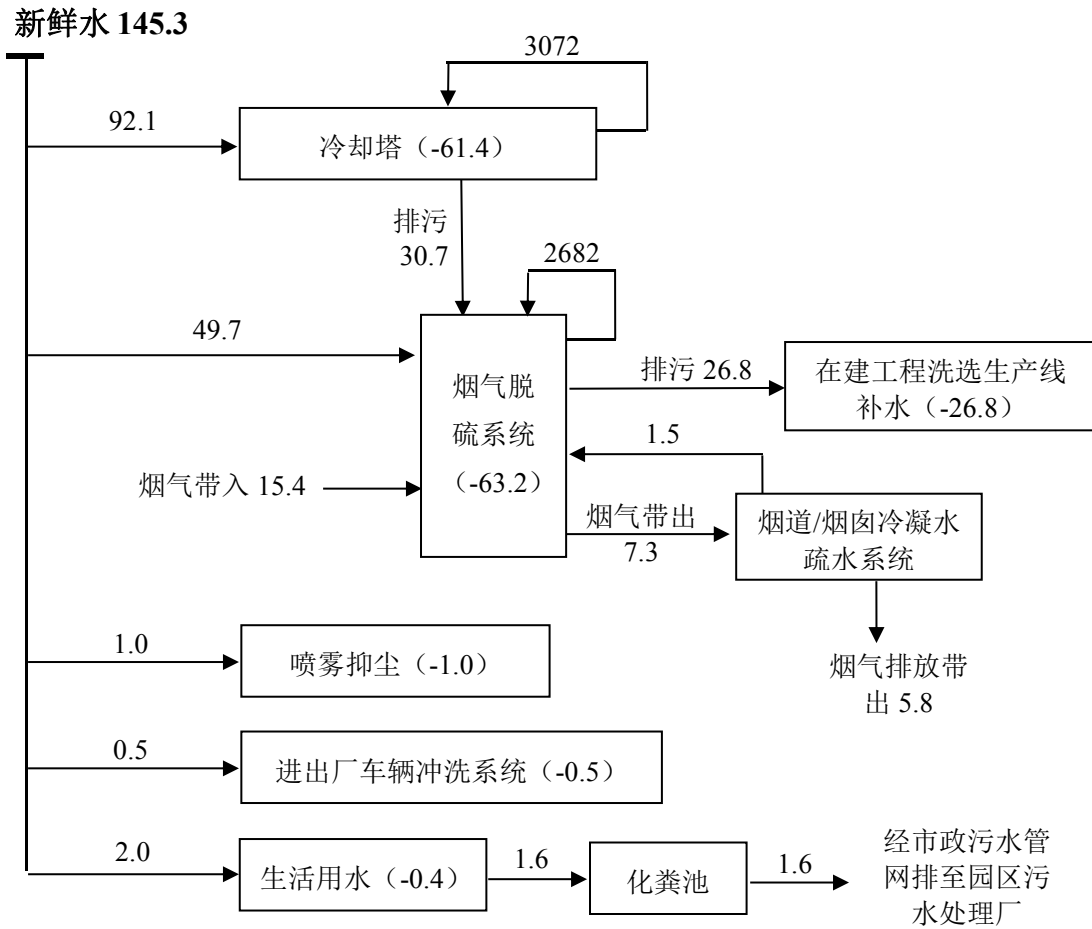 新鲜水 145.3
3072
92.1
冷却塔（-61.4）
排污
30.7
2682
49.7
烟气脱
硫系统
（-63.2）
排污 26.8
在建工程洗选生产线
补水（-26.8）
1.5
烟气带入 15.4
烟气带出
7.3
烟道/烟囱冷凝水
疏水系统
烟气排放带
出 5.8
1.0
喷雾抑尘（-1.0）
0.5
进出厂车辆冲洗系统（-0.5）
2.0
生活用水（-0.4）
1.6
化粪池
1.6
经市政污水管
网排至园区污
水处理厂